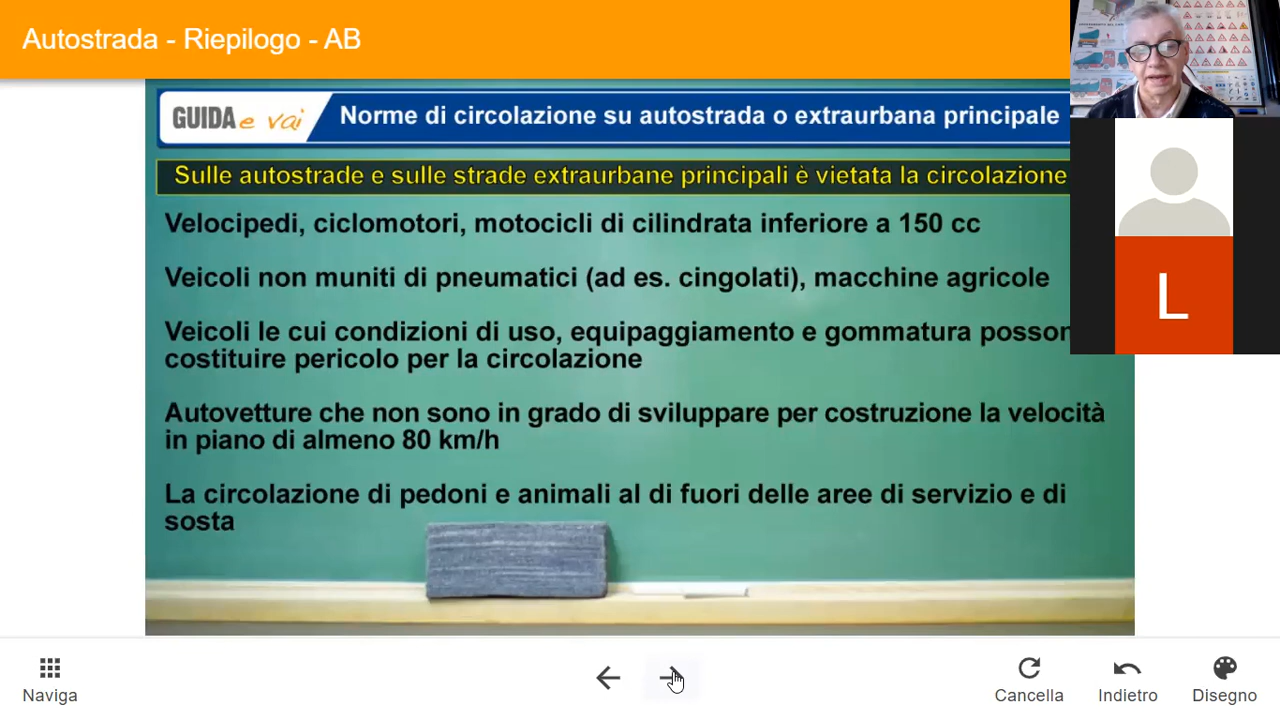 Autostrada - Riepilogo - AB
GUIDA e vai
Norme di circolazione su autostrada o extraurbana principale
Sulle autostrade e sulle strade extraurbane principali è vietata la circolazione
Velocipedi, ciclomotori, motocicli di cilindrata inferiore a 150 cc
Veicoli non muniti di pneumatici (ad es. cingolati), macchine agricole
Veicoli le cui condizioni di uso, equipaggiamento e gommatura posson
costituire pericolo per la circolazione
Autovetture che non sono in grado di sviluppare per costruzione la velocità
in piano di almeno 80 km/h
La circolazione di pedoni e animali al di fuori delle aree di servizio e di
sosta
L
Naviga
Cancella
Indietro
Disegno